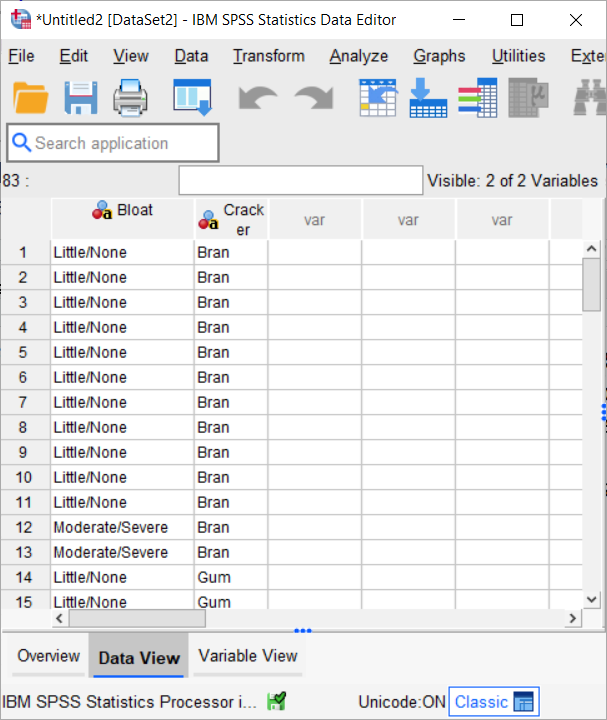 *Untitled2 [DataSet2] - IBM SPSS Statistics Data Editor
File Edit View Data Transform Analyze Graphs Utilities Exte
Search application
83 : Visible: 2 of 2 Variables
Bloat Cracker var var var
1 Little/None Bran
2 Little/None Bran
3 Little/None Bran
4 Little/None Bran
5 Little/None Bran
6 Little/None Bran
7 Little/None Bran
8 Little/None Bran
9 Little/None Bran
10 Little/None Bran
11 Little/None Bran
12 Moderate/Severe Bran
13 Moderate/Severe Bran
14 Little/None Gum
15 Little/None Gum
Overview Data View Variable View
IBM SPSS Statistics Processor i... Unicode:ON Classic